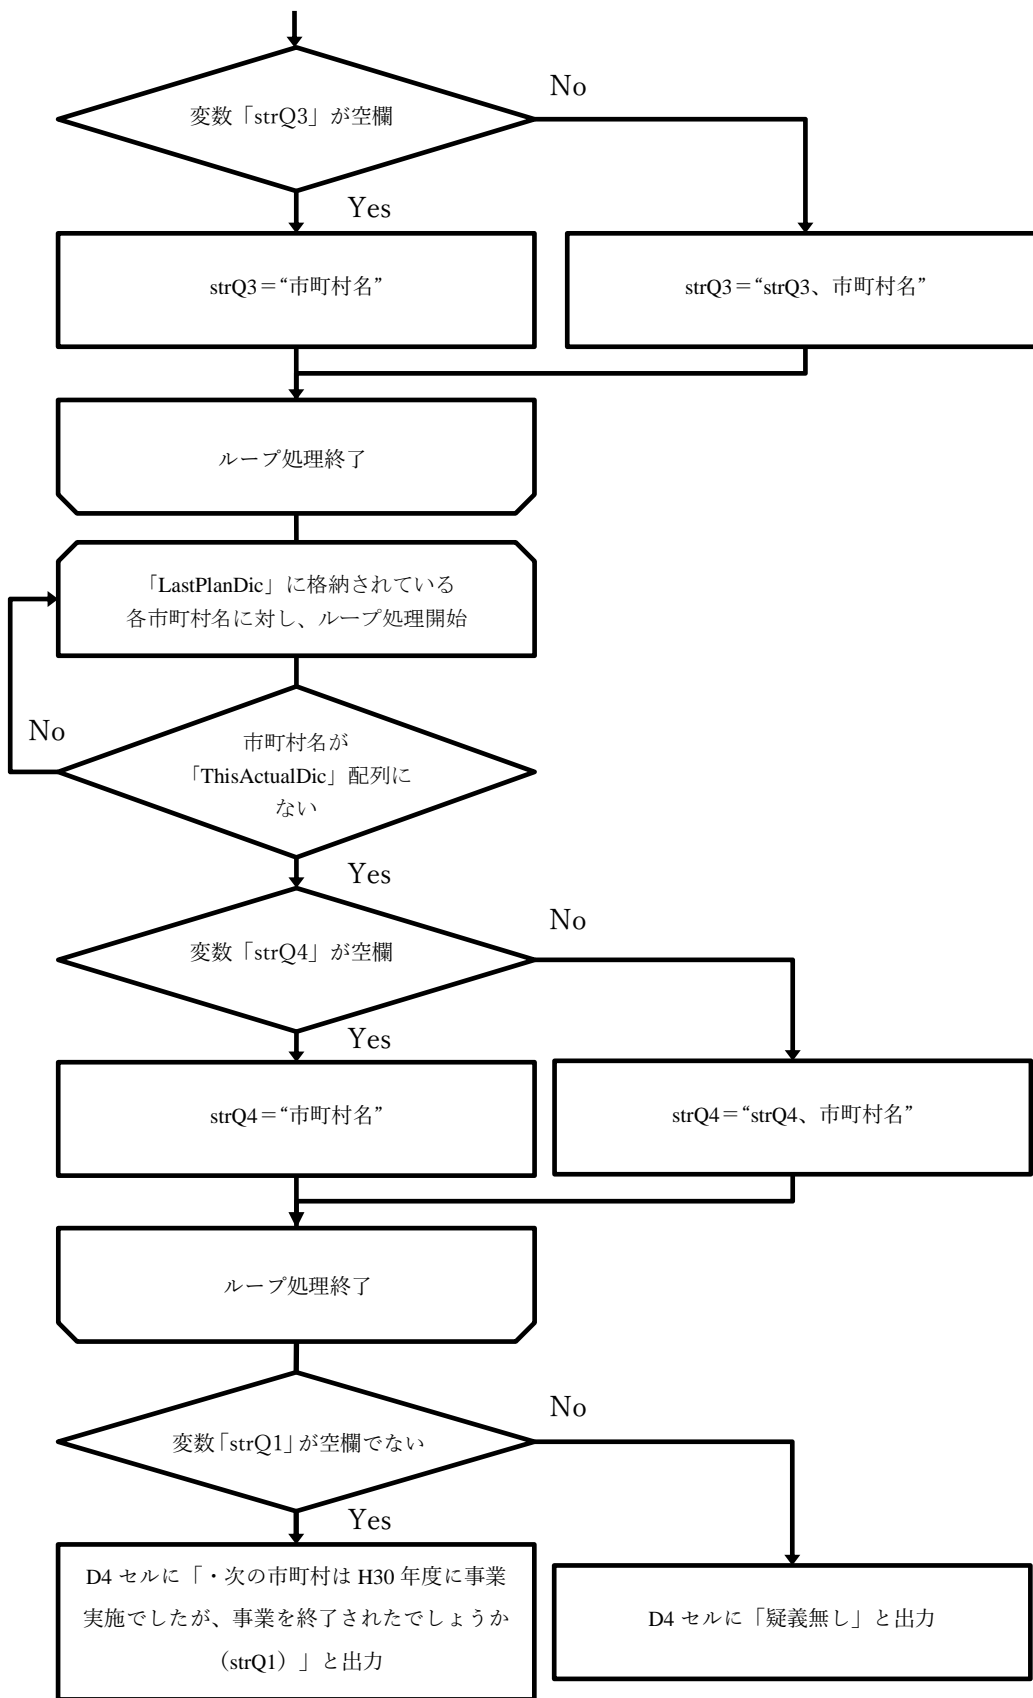 変数「strQ3」が空欄
No
Yes
strQ3＝“市町村名”
strQ3＝“strQ3、市町村名”
ループ処理終了
「LastPlanDic」に格納されている
各市町村名に対し、ループ処理開始
No
市町村名が
「ThisActualDic」配列に
ない
Yes
変数「strQ4」が空欄
No
Yes
strQ4＝“市町村名”
strQ4＝“strQ4、市町村名”
ループ処理終了
変数「strQ1」が空欄でない
No
Yes
D4 セルに「・次の市町村は H30 年度に事業
実施でしたが、事業を終了されたでしょうか
（strQ1）」と出力
D4 セルに「疑義無し」と出力